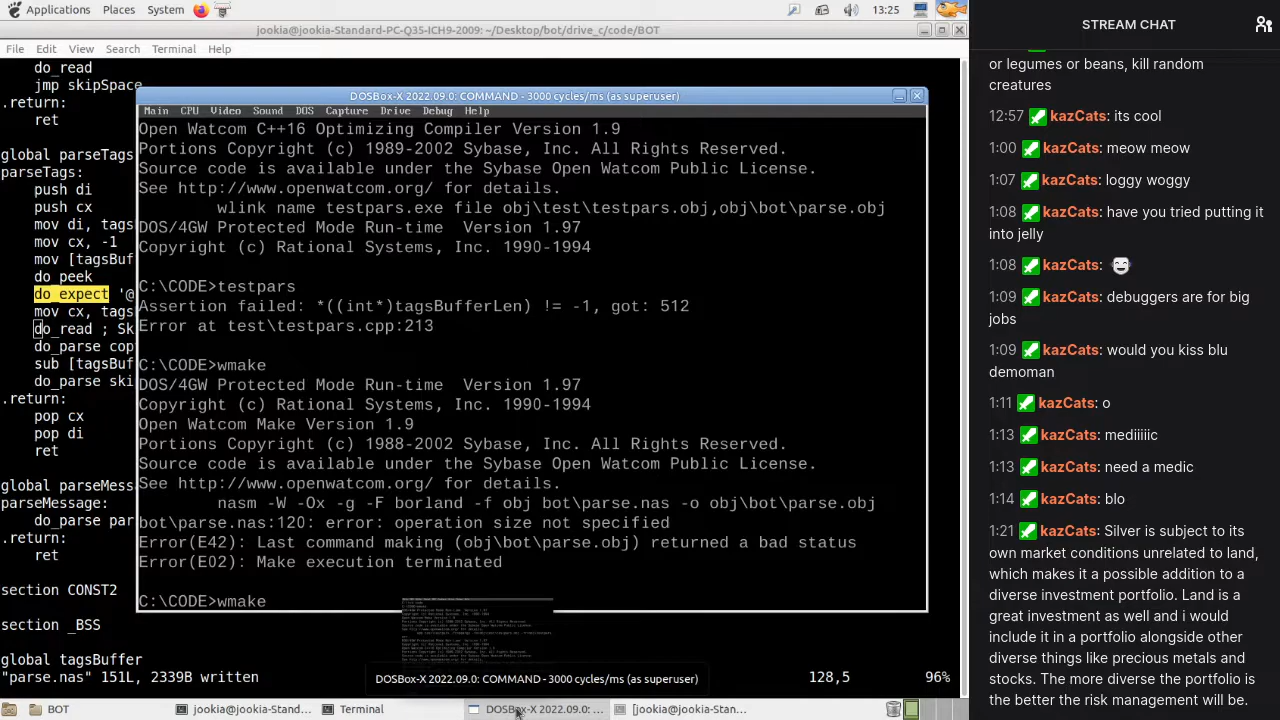 Applications Places System 13:25
jookia@jookia-Standard-PC-Q35-ICH9-2009: ~/Desktop/bot/drive_c/code/BOT
File Edit View Search Terminal Help
do_read
jmp skipSpace
.return:
ret
global parseTags
parseTags:
push di
push cx
mov di, tags
mov cx, -1
mov [tagsBuf
do_peek
do_expect '@
mov cx, tags
do_read ; Sk
do_parse cop
sub [tagsBuf
do_parse ski
.return:
pop cx
pop di
ret
global parseMess
parseMessage:
do_parse par
.return:
ret
section CONST2
section _BSS
static tagsBuffer
"parse.nas" 151L, 2339B written 128,5 96%
DOSBox-X 2022.09.0: COMMAND - 3000 cycles/ms (as superuser)
Main CPU Video Sound DOS Capture Drive Debug Help
Open Watcom C++16 Optimizing Compiler Version 1.9
Portions Copyright (c) 1989-2002 Sybase, Inc. All Rights Reserved.
Source code is available under the Sybase Open Watcom Public License.
See http://www.openwatcom.org/ for details.
wlink name testpars.exe file obj\test\testpars.obj,obj\bot\parse.obj
DOS/4GW Protected Mode Run-time Version 1.97
Copyright (c) Rational Systems, Inc. 1990-1994
C:\CODE>testpars
Assertion failed: *((int*)tagsBufferLen) != -1, got: 512
Error at test\testpars.cpp:213
C:\CODE>wmake
DOS/4GW Protected Mode Run-time Version 1.97
Copyright (c) Rational Systems, Inc. 1990-1994
Open Watcom Make Version 1.9
Portions Copyright (c) 1988-2002 Sybase, Inc. All Rights Reserved.
Source code is available under the Sybase Open Watcom Public License.
See http://www.openwatcom.org/ for details.
nasm -W -Ox -g -F borland -f obj bot\parse.nas -o obj\bot\parse.obj
bot\parse.nas:120: error: operation size not specified
Error(E42): Last command making (obj\bot\parse.obj) returned a bad status
Error(E02): Make execution terminated
C:\CODE>wmake
DOSBox-X 2022.09.0: COMMAND - 3000 cycles/ms (as superuser)
BOT jookia@jookia-Stand... Terminal DOSBox-X 2022.09.0: ... [jookia@jookia-Sta...
STREAM CHAT
or legumes or beans, kill random
creatures
12:57 kazCats: its cool
1:00 kazCats: meow meow
1:07 kazCats: loggy woggy
1:08 kazCats: have you tried putting it
into jelly
1:08 kazCats:
1:09 kazCats: debuggers are for big
jobs
1:09 kazCats: would you kiss blu
demoman
1:11 kazCats: o
1:13 kazCats: mediiiiic
1:13 kazCats: need a medic
1:14 kazCats: blo
1:21 kazCats: Silver is subject to its
own market conditions unrelated to land,
which makes it a good addition to a
diverse investment portfolio. Land is a
great investment, but you should
include it in a portfolio alongside other
diverse things like precious metals and
stocks. The more diverse the portfolio is
the better the risk management will be.